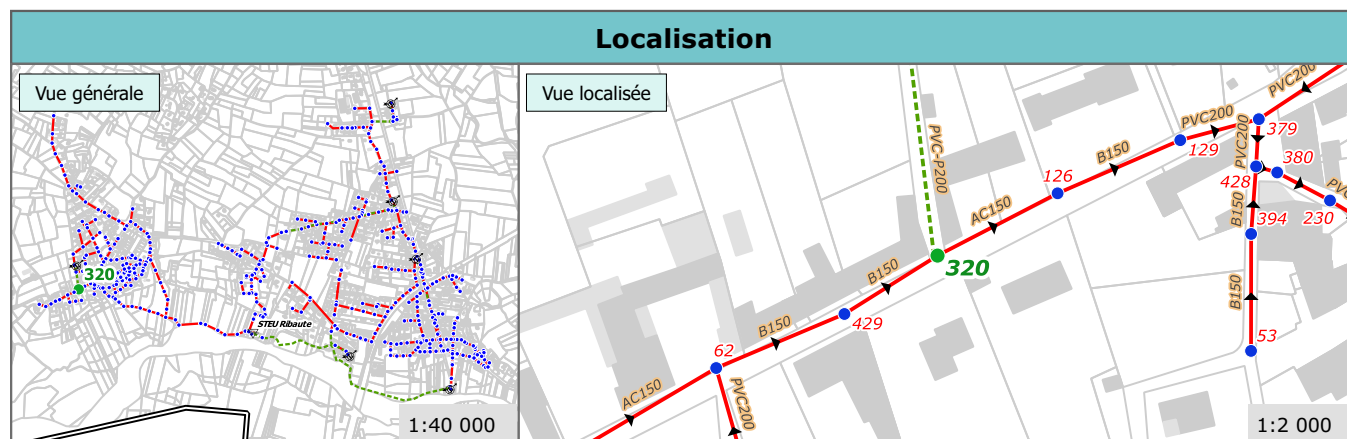 Localisation
Vue générale
320
STEU Ribaute
1:40 000
Vue localisée
PVC-P200
PVC200
PVC200
379
129
PVC200
380
B150
428
126
PVC
394
230
B150
AC150
320
B150
B150
429
53
B150
62
AC150
PVC200
1:2 000